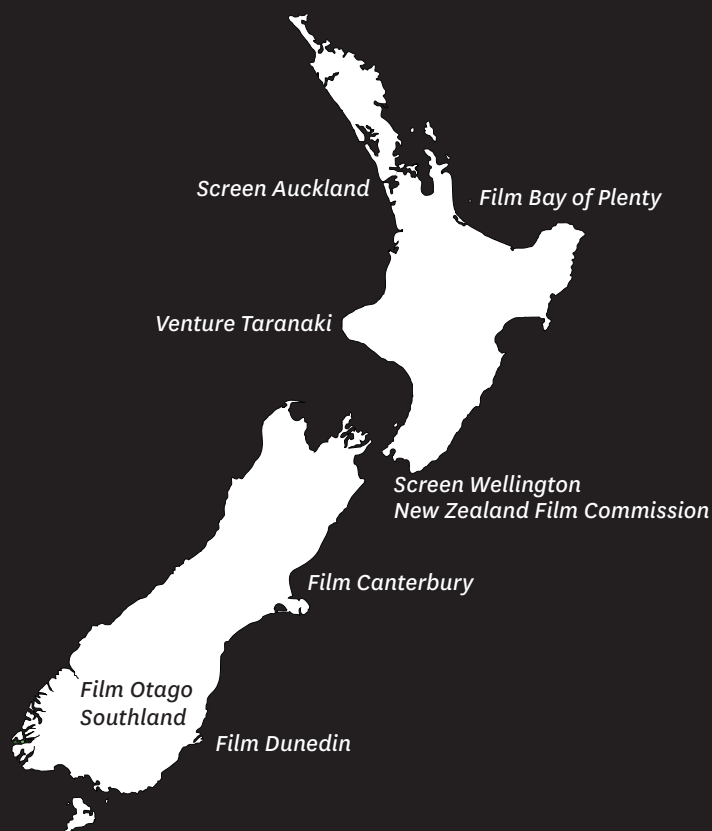 Screen Auckland
Film Bay of Plenty
Venture Taranaki
Screen Wellington
New Zealand Film Commission
Film Canterbury
Film Otago
Southland
Film Dunedin